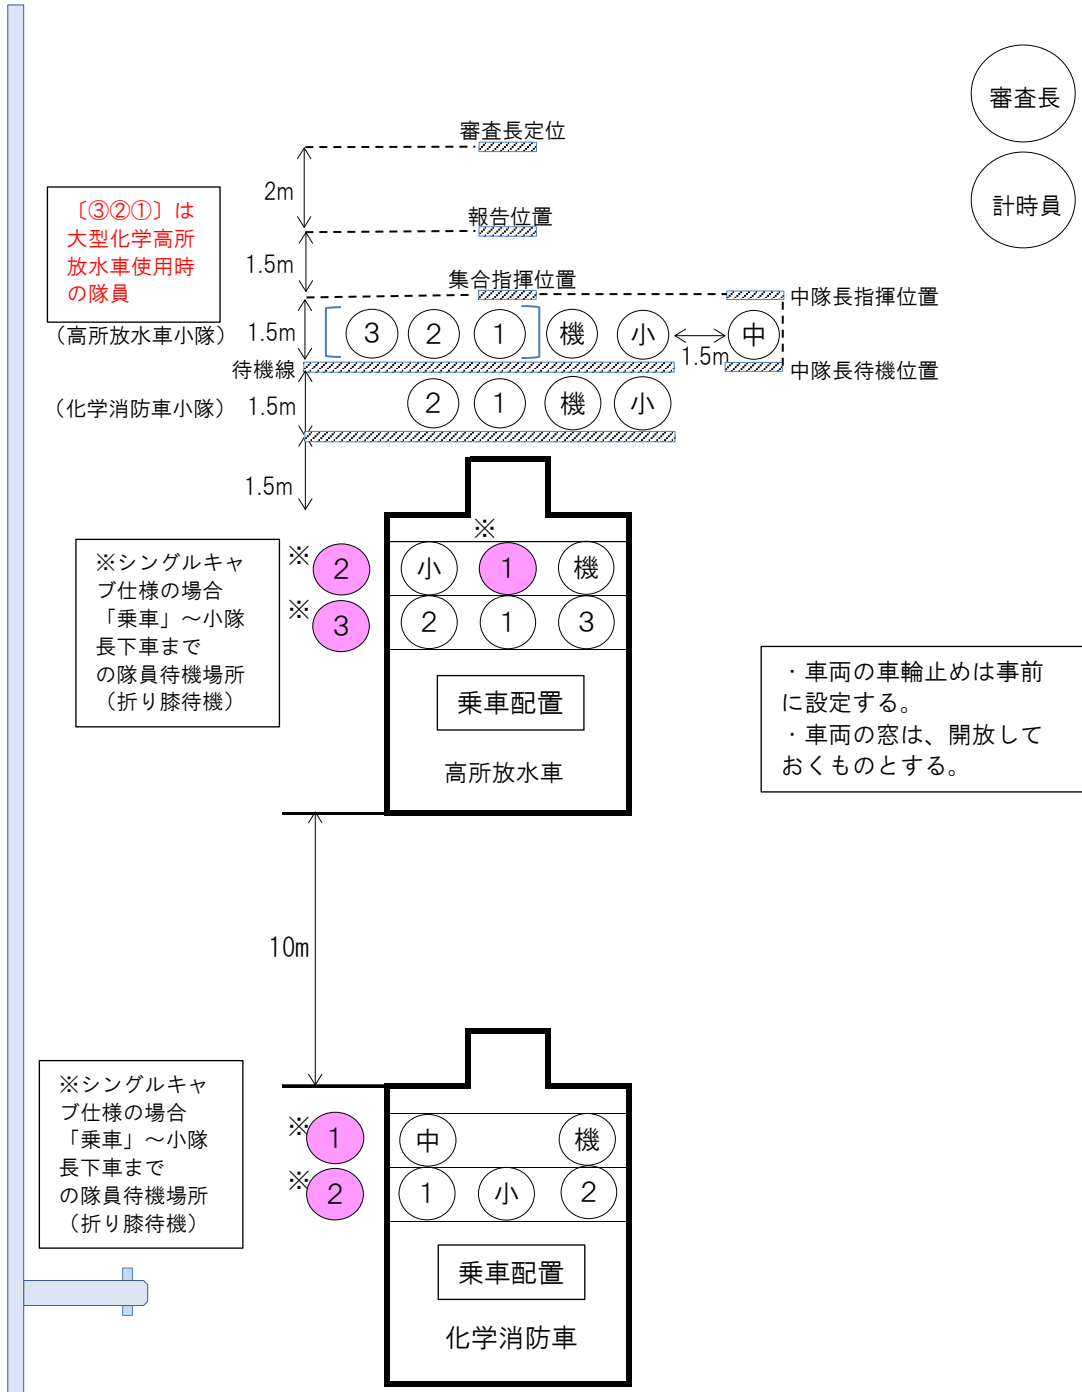 審査長
計時員
審査長定位
2m
報告位置
1.5m
集合指揮位置
中隊長指揮位置
〔③②①〕は
大型化学高所
放水車使用時
の隊員
（高所放水車小隊）
1.5m
3
2
1
機
小
1.5m
中
待機線
中隊長待機位置
（化学消防車小隊）
1.5m
2
1
機
小
1.5m
※シングルキャ
ブ仕様の場合
「乗車」～小隊
長下車まで
の隊員待機場所
（折り膝待機）
※
※ 2
小
1
機
※ 3
2
1
3
乗車配置
高所放水車
・車両の車輪止めは事前
に設定する。
・車両の窓は、開放して
おくものとする。
10m
※シングルキャ
ブ仕様の場合
「乗車」～小隊
長下車まで
の隊員待機場所
（折り膝待機）
※ 1
中
機
※ 2
1
小
2
乗車配置
化学消防車